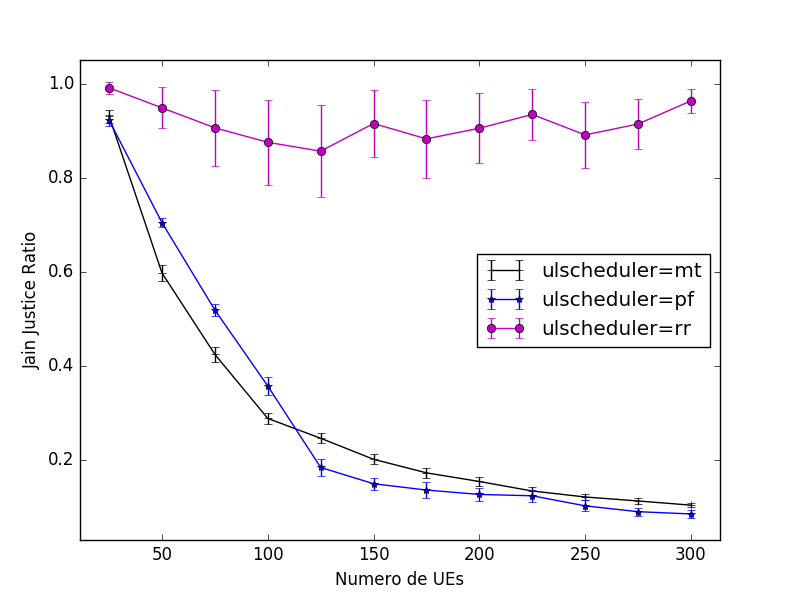 1.0
0.8
0.6
0.4
0.2
Jain Justice Ratio
ulscheduler=mt
ulscheduler=pf
ulscheduler=rr
50 100 150 200 250 300
Numero de UEs